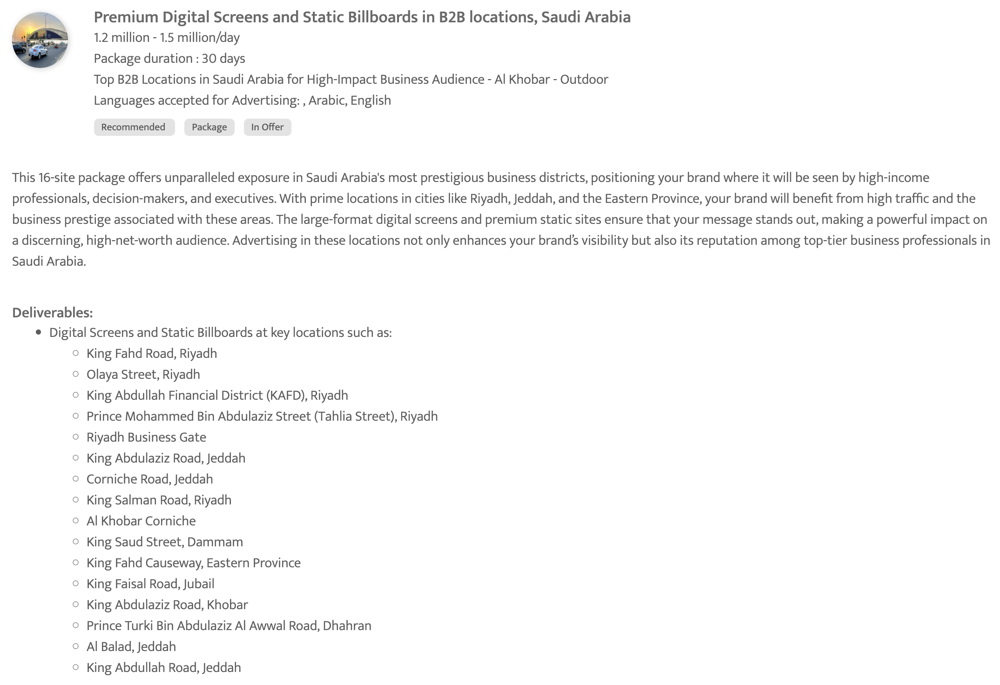 Premium Digital Screens and Static Billboards in B2B locations, Saudi Arabia
1.2 million - 1.5 million/day
Package duration : 30 days
Top B2B Locations in Saudi Arabia for High-Impact Business Audience - Al Khobar - Outdoor
Languages accepted for Advertising: , Arabic, English
Recommended Package In Offer
This 16-site package offers unparalleled exposure in Saudi Arabia's most prestigious business districts, positioning your brand where it will be seen by high-income
professionals, decision-makers, and executives. With prime locations in cities like Riyadh, Jeddah, and the Eastern Province, your brand will benefit from high traffic and the
business prestige associated with these areas. The large-format digital screens and premium static sites ensure that your message stands out, making a powerful impact on
a discerning, high-net-worth audience. Advertising in these locations not only enhances your brand’s visibility but also its reputation among top-tier business professionals in
Saudi Arabia.
Deliverables:
• Digital Screens and Static Billboards at key locations such as:
○ King Fahd Road, Riyadh
○ Olaya Street, Riyadh
○ King Abdullah Financial District (KAFD), Riyadh
○ Prince Mohammed Bin Abdulaziz Street (Tahlia Street), Riyadh
○ Riyadh Business Gate
○ King Abdulaziz Road, Jeddah
○ Corniche Road, Jeddah
○ King Salman Road, Riyadh
○ Al Khobar Corniche
○ King Saud Street, Dammam
○ King Fahd Causeway, Eastern Province
○ King Faisal Road, Jubail
○ King Abdulaziz Road, Khobar
○ Prince Turki Bin Abdulaziz Al Awwal Road, Dhahran
○ Al Balad, Jeddah
○ King Abdullah Road, Jeddah